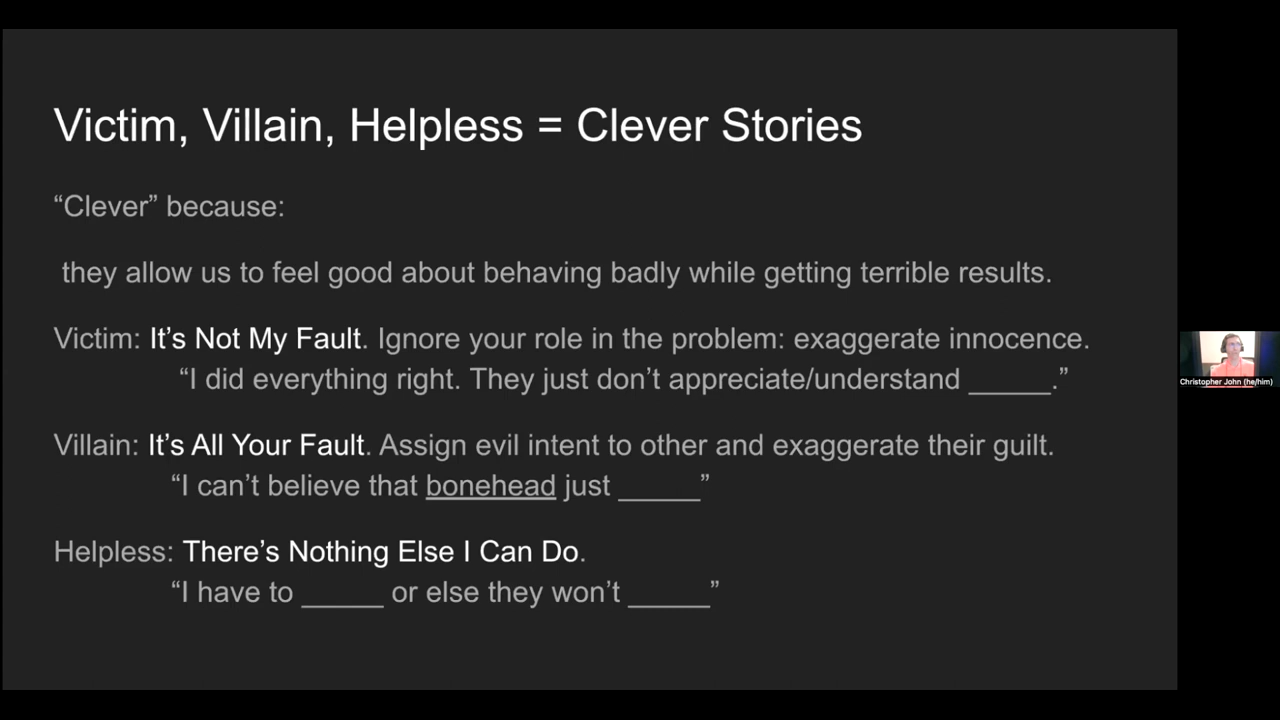 Victim, Villain, Helpless = Clever Stories
“Clever” because:
they allow us to feel good about behaving badly while getting terrible results.
Victim: It’s Not My Fault. Ignore your role in the problem: exaggerate innocence.
“I did everything right. They just don’t appreciate/understand _____.”
Villain: It’s All Your Fault. Assign evil intent to other and exaggerate their guilt.
“I can’t believe that bonehead just _____”
Helpless: There’s Nothing Else I Can Do.
“I have to _____ or else they won’t _____”
Christopher John (he/him)